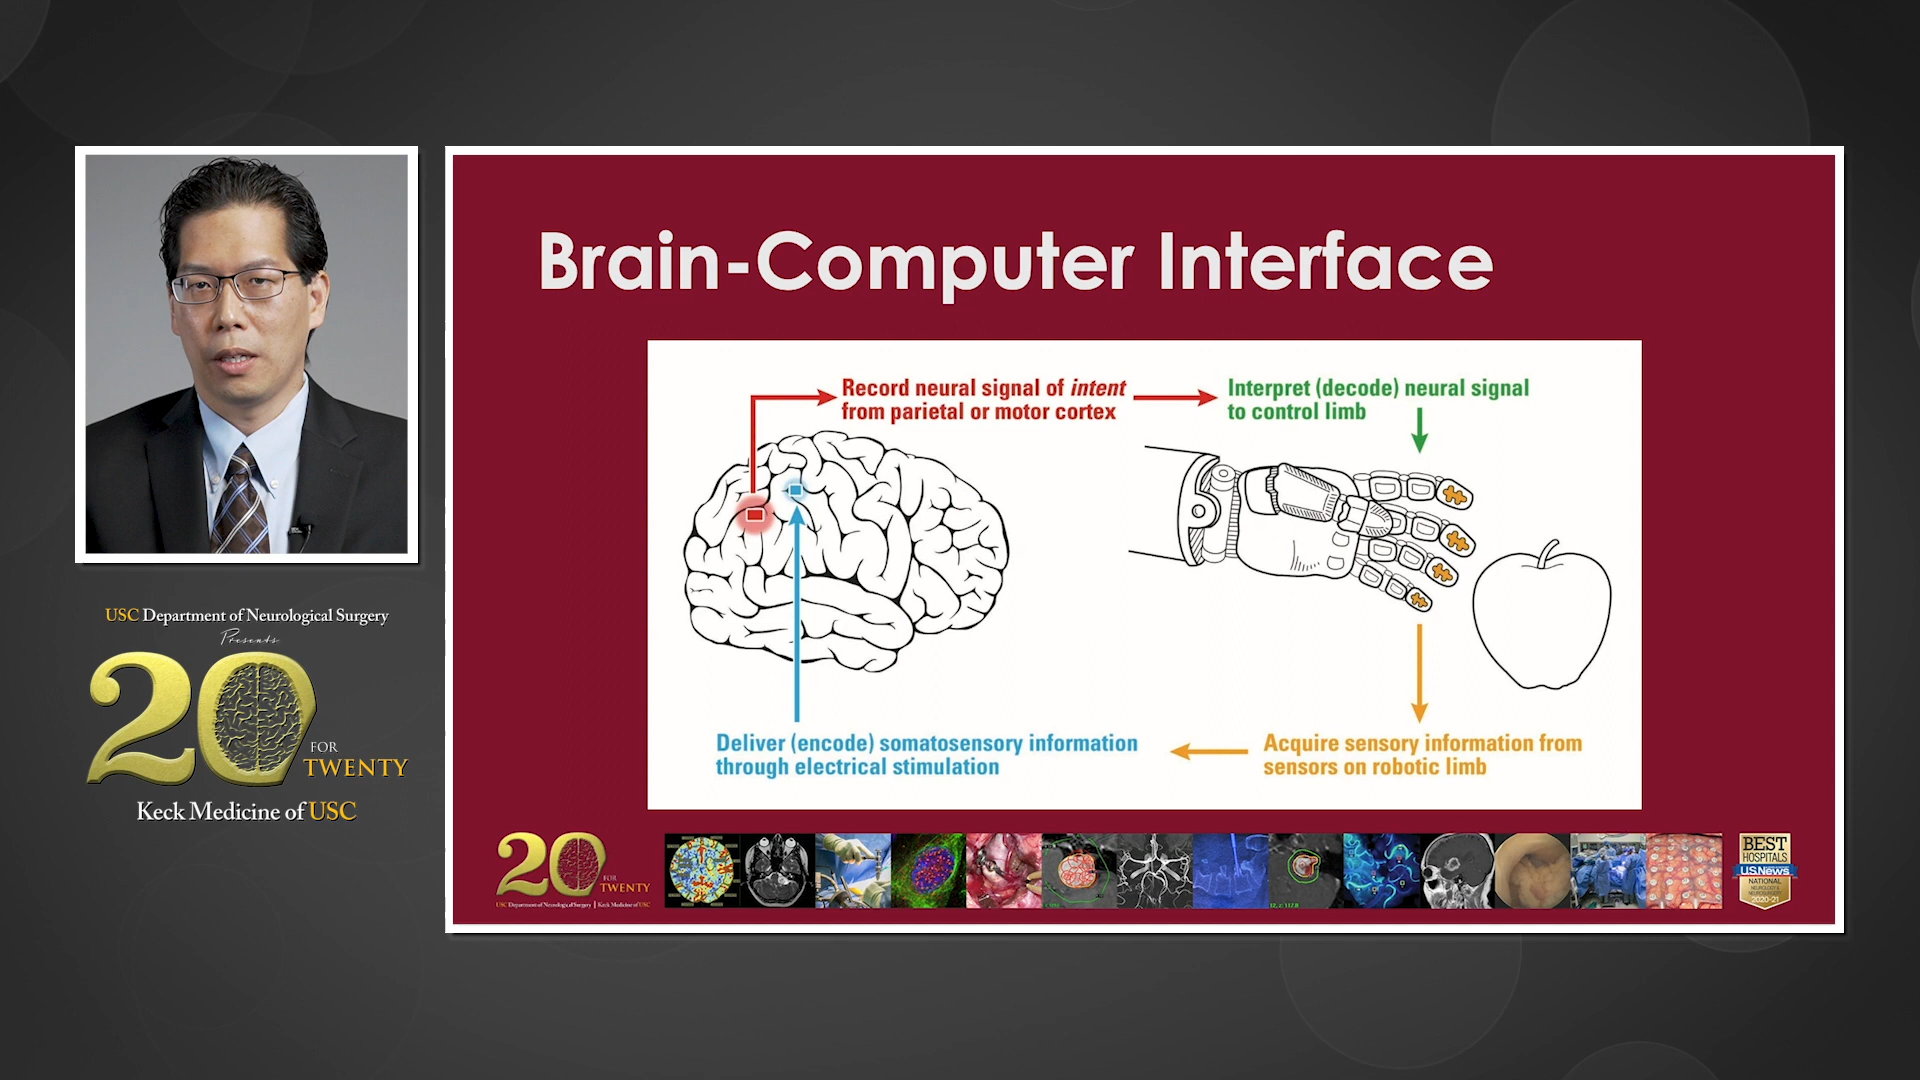 Brain-Computer Interface
Record neural signal of intent
from parietal or motor cortex
Interpret (decode) neural signal
to control limb
Deliver (encode) somatosensory information
through electrical stimulation
Acquire sensory information from
sensors on robotic limb
USC Department of Neurological Surgery
Presents
20
FOR
TWENTY
Keck Medicine of USC
20
FOR
TWENTY
USC Department of Neurological Surgery | Keck Medicine of USC
BEST
HOSPITALS
U.S.News
NATIONAL
NEUROLOGY &
NEUROSURGERY
2020-21